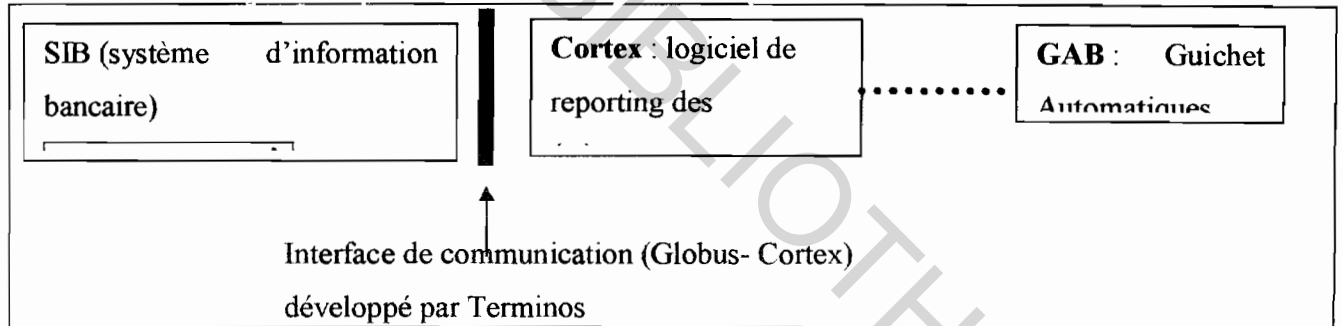 SIB (système d'information
bancaire)
Cortex : logiciel de
reporting des
GAB : Guichet
Automatiques
Interface de communication (Globus- Cortex)
développé par Terminos